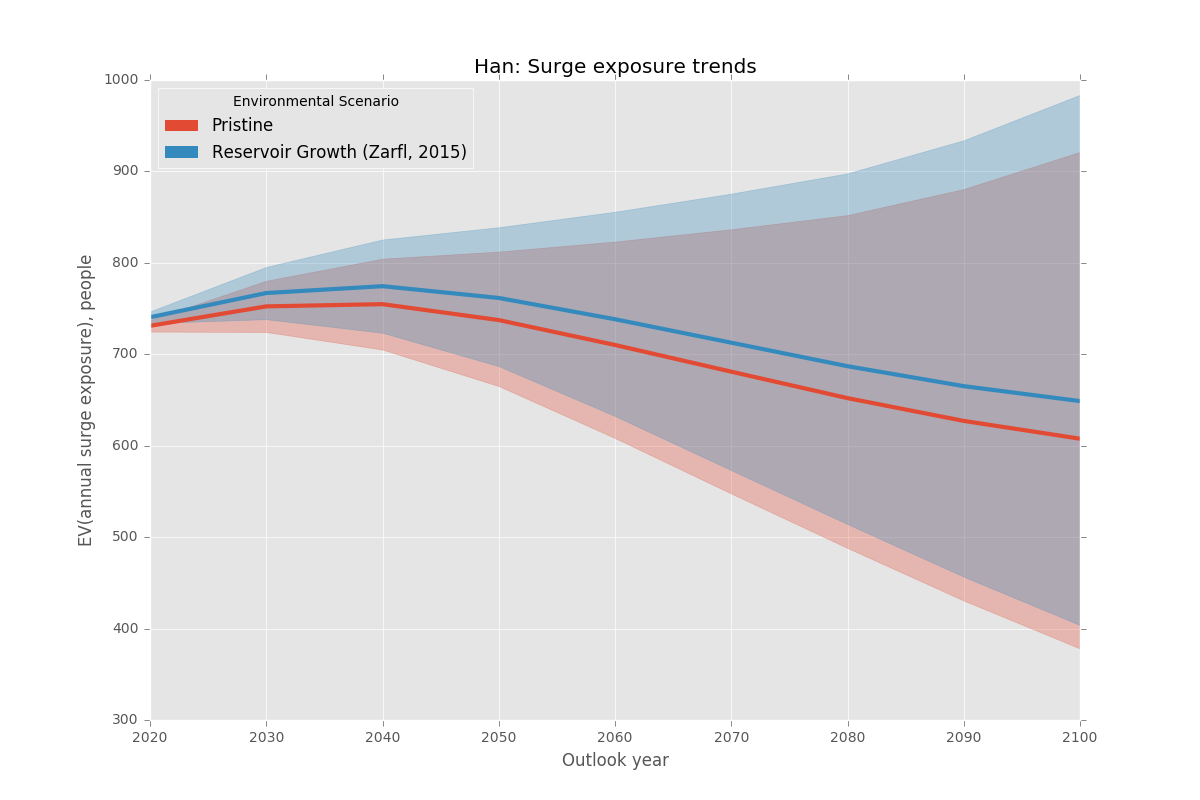 Han: Surge exposure trends
Environmental Scenario
Pristine
Reservoir Growth (Zarfl, 2015)
EV(annual surge exposure), people
1000
900
800
700
600
500
400
300
2020 2030 2040 2050 2060 2070 2080 2090 2100
Outlook year